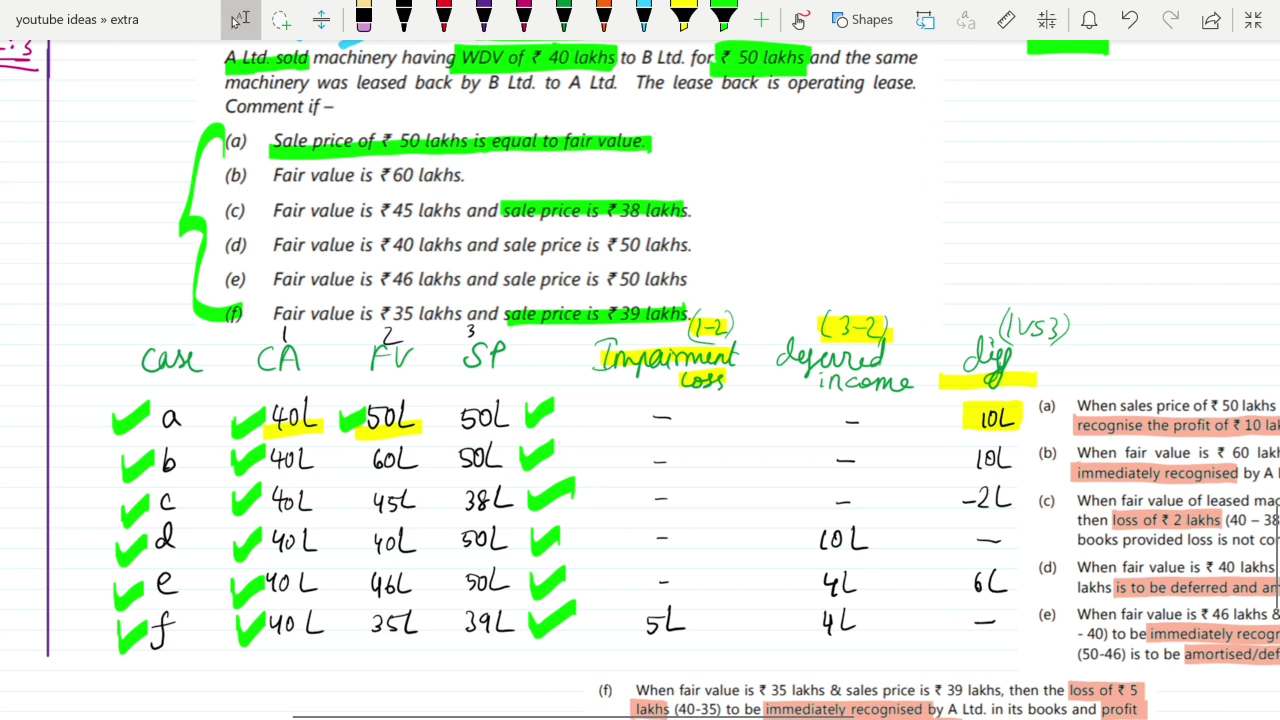 youtube ideas » extra
Shapes
A Ltd. sold machinery having WDV of ₹ 40 lakhs to B Ltd. for ₹ 50 lakhs and the same
machinery was leased back by B Ltd. to A Ltd. The lease back is operating lease.
Comment if –
(a) Sale price of ₹ 50 lakhs is equal to fair value.
(b) Fair value is ₹ 60 lakhs.
(c) Fair value is ₹ 45 lakhs and sale price is ₹ 38 lakhs.
(d) Fair value is ₹ 40 lakhs and sale price is ₹ 50 lakhs.
(e) Fair value is ₹ 46 lakhs and sale price is ₹ 50 lakhs
(f) Fair value is ₹ 35 lakhs and sale price is ₹ 39 lakhs.
1 2 3 (1-2) (3-2) (1 VS 3)
Case CA FV SP Impairment loss deferred income diff
a 40L 50L 50L – – 10L
b 40L 60L 50L – – 10L
c 40L 45L 38L – – -2L
d 40L 40L 50L – 10L –
e 40L 46L 50L – 4L 6L
f 40L 35L 39L 5L 4L –
(a) When sales price of ₹ 50 lakhs
recognise the profit of ₹ 10
(b) When fair value is ₹ 60
immediately recognised by A
(c) When fair value of leased
then loss of ₹ 2 lakhs (40 – 38
books provided loss is not
(d) When fair value is ₹ 40 lakhs
lakhs is to be deferred and
(e) When fair value is ₹ 46 lakhs &
- 40) to be immediately
(50-46) is to be
(f) When fair value is ₹ 35 lakhs & sales price is ₹ 39 lakhs, then the loss of ₹ 5
lakhs (40-35) to be immediately recognised by A Ltd. in its books and profit